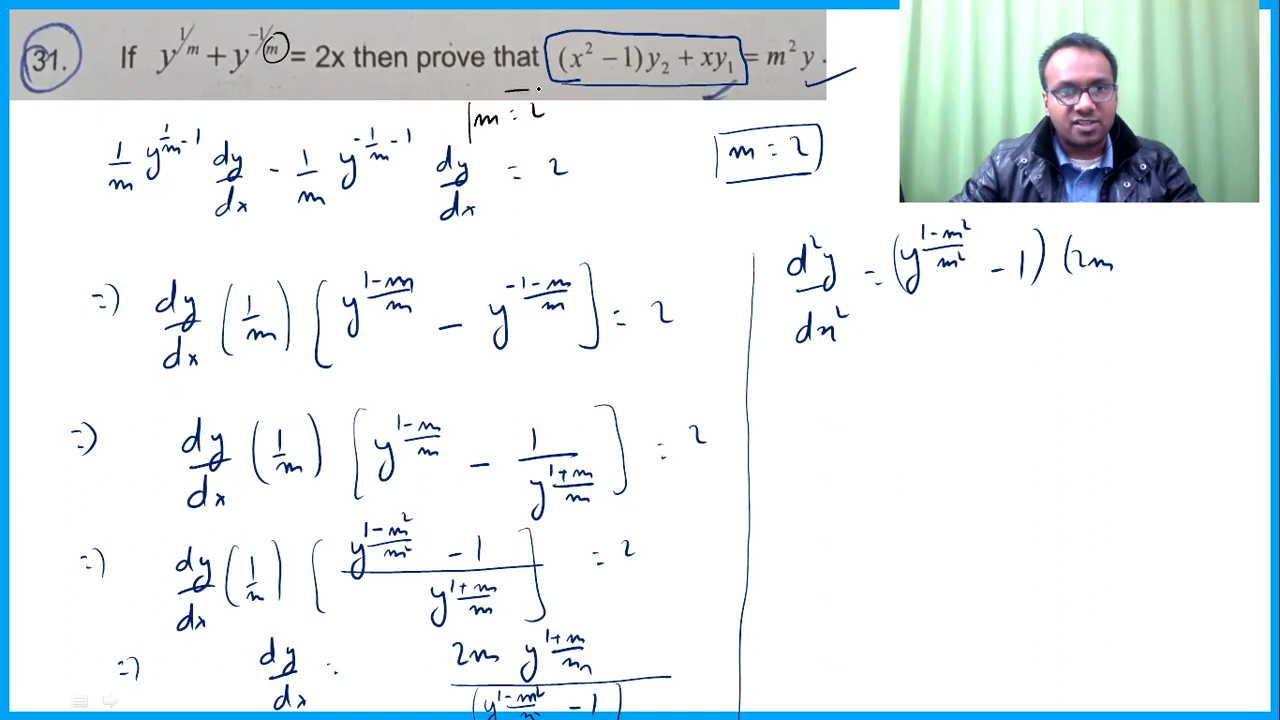 31. If y^{1/m} + y^{-1/m} = 2x then prove that (x² − 1)y₂ + xy₁ = m²y.
m = 2
m = 2
1/m y^{1/m − 1} dy/dx − 1/m y^{−1/m − 1} dy/dx = 2
=> dy/dx (1/m) [y^{(1−m)/m} − y^{(−1−m)/m}] = 2
=> dy/dx (1/m) [y^{(1−m)/m} − 1/y^{(1+m)/m}] = 2
=> dy/dx (1/m) [(y^{(1−m²)/m²} − 1)/y^{(1+m)/m}] = 2
=> dy/dx = 2m y^{(1+m)/m} / (y^{(1−m²)/m²} − 1)
d²y/dx² = (y^{(1−m²)/m²} − 1) (2m